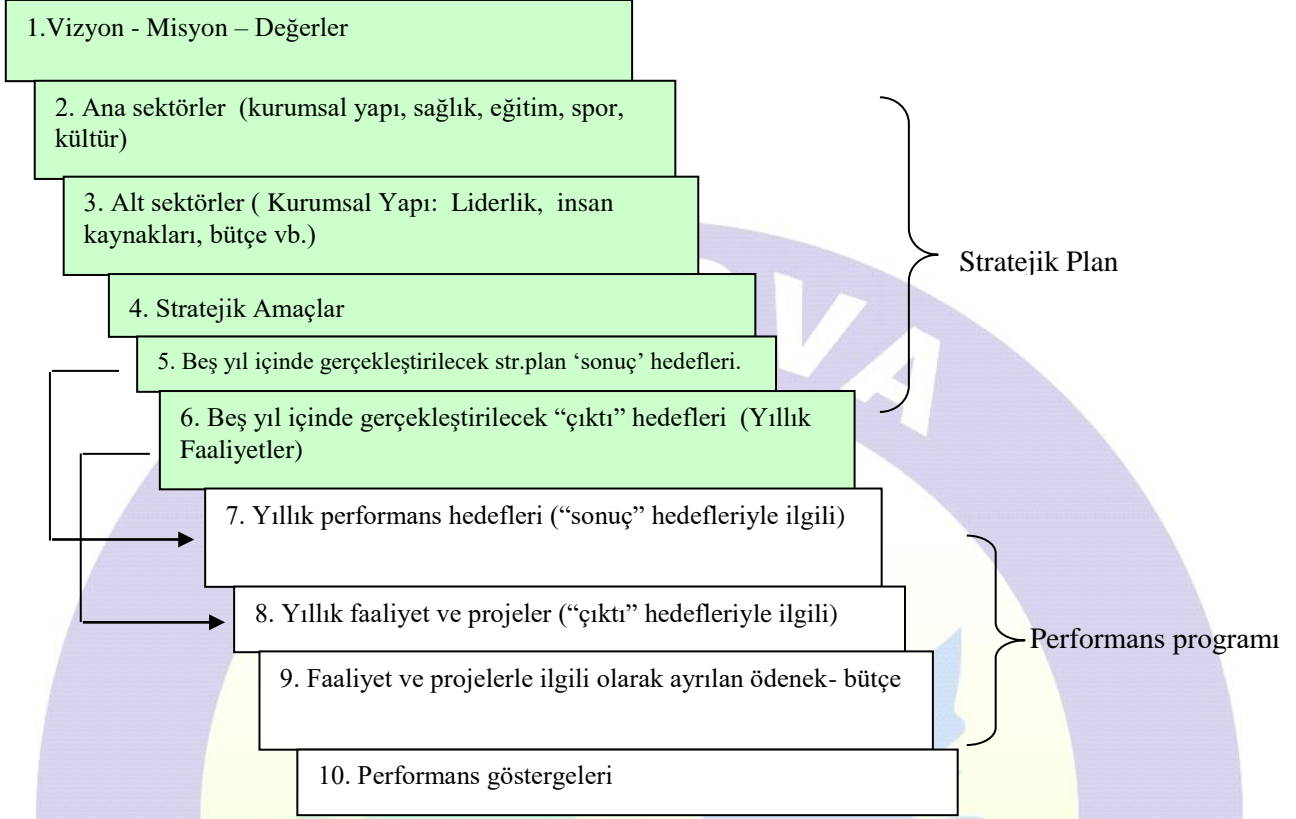 1.Vizyon - Misyon – Değerler
2. Ana sektörler (kurumsal yapı, sağlık, eğitim, spor,
kültür)
3. Alt sektörler ( Kurumsal Yapı: Liderlik, insan
kaynakları, bütçe vb.)
Stratejik Plan
4. Stratejik Amaçlar
5. Beş yıl içinde gerçekleştirilecek str.plan ‘sonuç’ hedefleri.
6. Beş yıl içinde gerçekleştirilecek “çıktı” hedefleri (Yıllık
Faaliyetler)
7. Yıllık performans hedefleri (“sonuç” hedefleriyle ilgili)
8. Yıllık faaliyet ve projeler (“çıktı” hedefleriyle ilgili)
Performans programı
9. Faaliyet ve projelerle ilgili olarak ayrılan ödenek- bütçe
10. Performans göstergeleri